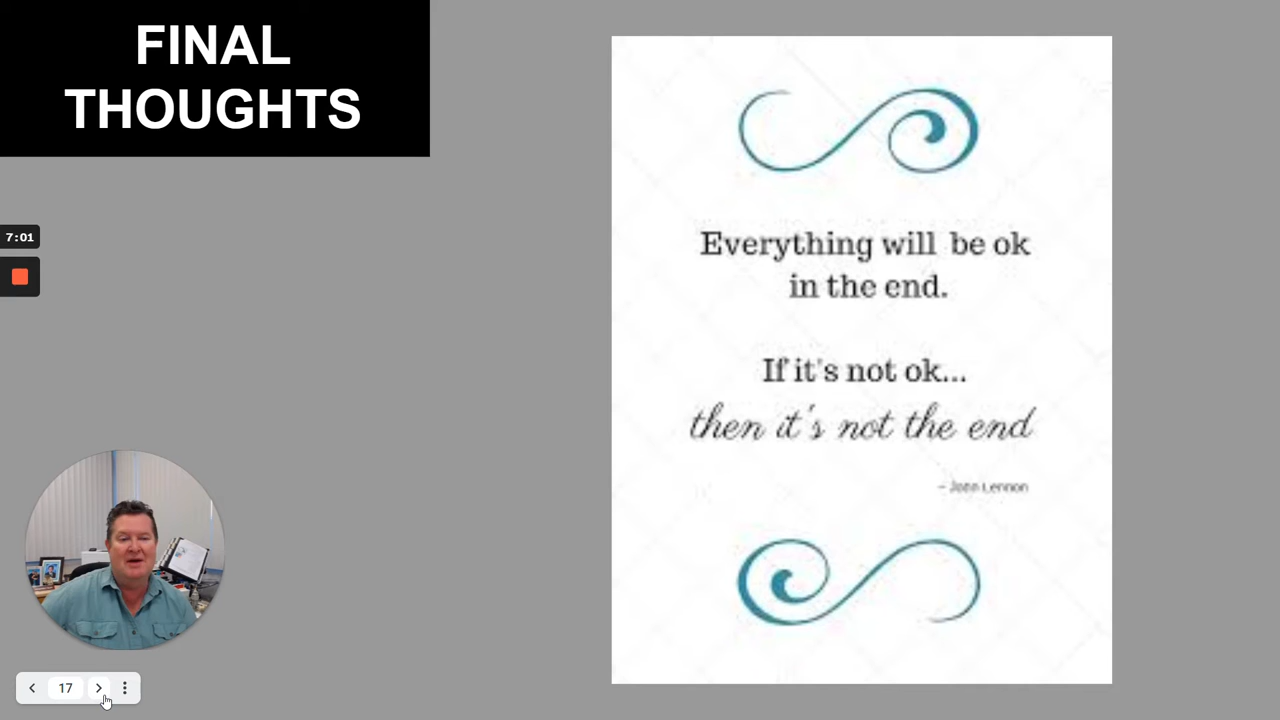 FINAL
THOUGHTS
7:01
Everything will be ok
in the end.
If it's not ok...
then it's not the end
- John Lennon
17